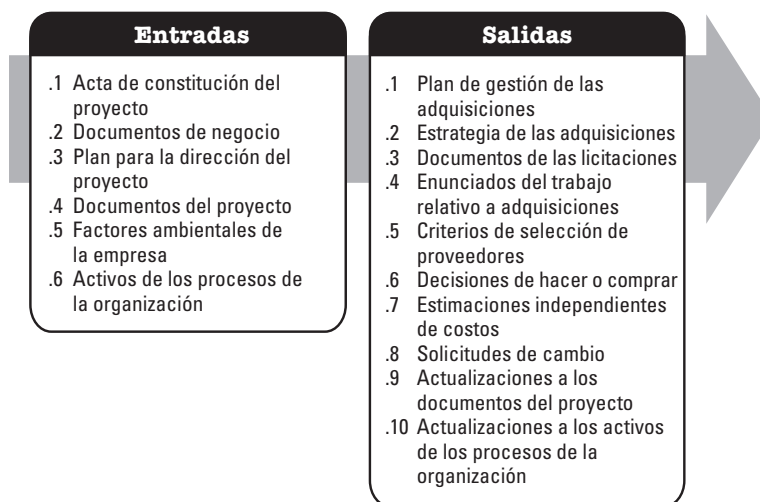 Entradas
.1 Acta de constitución del
proyecto
.2 Documentos de negocio
.3 Plan para la dirección del
proyecto
.4 Documentos del proyecto
.5 Factores ambientales de
la empresa
.6 Activos de los procesos de
la organización
Salidas
.1 Plan de gestión de las
adquisiciones
.2 Estrategia de las adquisiciones
.3 Documentos de las licitaciones
.4 Enunciados del trabajo
relativo a adquisiciones
.5 Criterios de selección de
proveedores
.6 Decisiones de hacer o comprar
.7 Estimaciones independientes
de costos
.8 Solicitudes de cambio
.9 Actualizaciones a los
documentos del proyecto
.10 Actualizaciones a los activos
de los procesos de la
organización